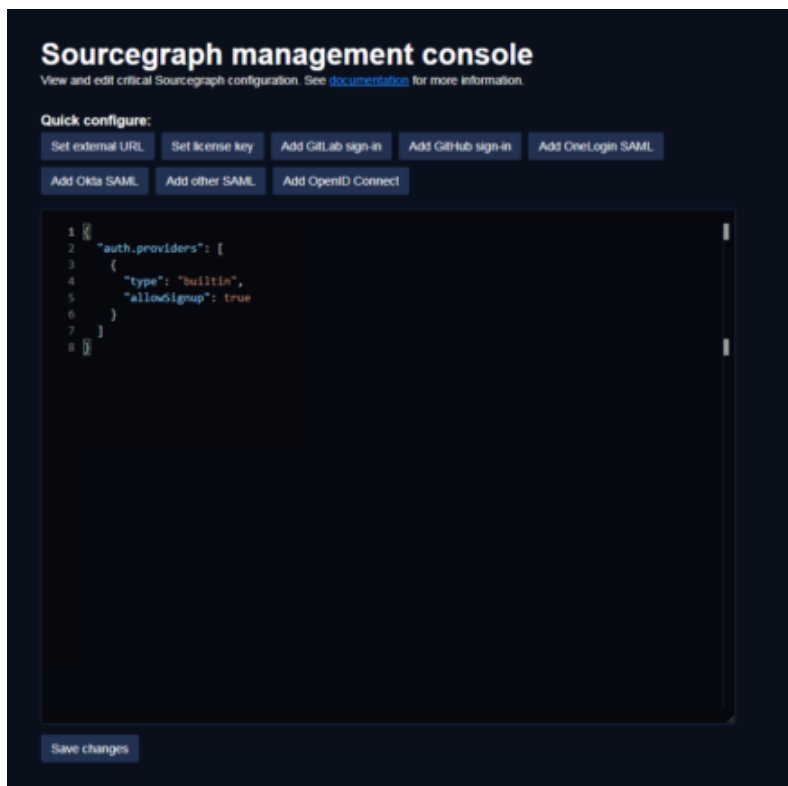 Sourcegraph management console
View and edit critical Sourcegraph configuration. See documentation for more information.
Quick configure:
Set external URL Set license key Add GitLab sign-in Add GitHub sign-in Add OneLogin SAML
Add Okta SAML Add other SAML Add OpenID Connect
1 {
2 "auth.providers": [
3 {
4 "type": "builtin",
5 "allowSignup": true
6 }
7 ]
8 }
Save changes